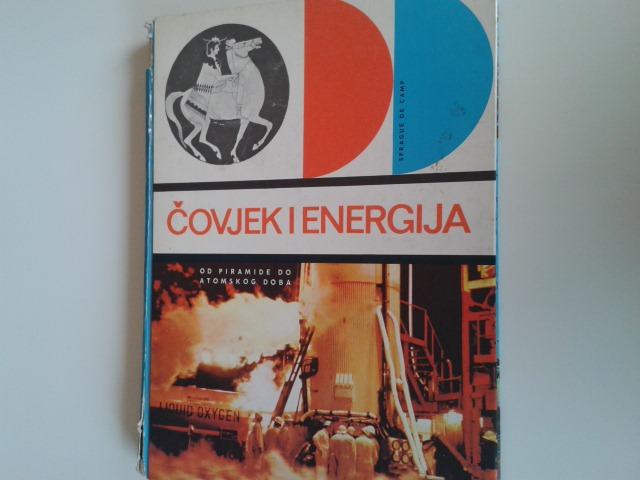 SPRAGUE DE CAMP
ČOVJEK I ENERGIJA
OD PIRAMIDE DO
ATOMSKOG DOBA
LIQUID OXYGEN